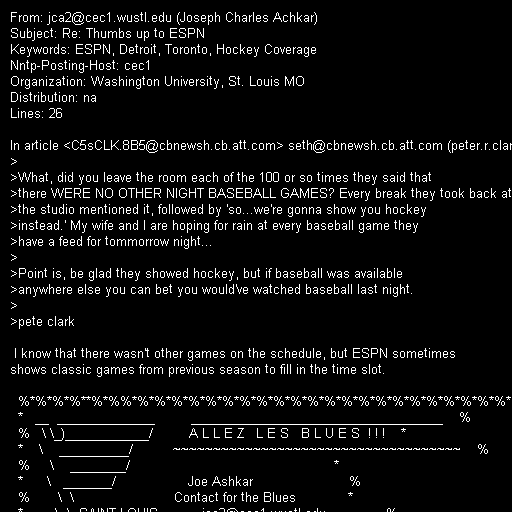 From: jca2@cec1.wustl.edu (Joseph Charles Achkar)
Subject: Re: Thumbs up to ESPN
Keywords: ESPN, Detroit, Toronto, Hockey Coverage
Nntp-Posting-Host: cec1
Organization: Washington University, St. Louis MO
Distribution: na
Lines: 26

In article <C5sCLK.8B5@cbnewsh.cb.att.com> seth@cbnewsh.cb.att.com (peter.r.clar
>
>What, did you leave the room each of the 100 or so times they said that
>there WERE NO OTHER NIGHT BASEBALL GAMES? Every break they took back at
>the studio mentioned it, followed by 'so...we're gonna show you hockey
>instead.' My wife and I are hoping for rain at every baseball game they
>have a feed for tommorrow night...
>
>Point is, be glad they showed hockey, but if baseball was available
>anywhere else you can bet you would've watched baseball last night.
>
>pete clark

I know that there wasn't other games on the schedule, but ESPN sometimes
shows classic games from previous season to fill in the time slot.

%*%*%*%**%*%%*%*%*%*%*%*%*%*%*%*%*%*%*%*%*%*%*%*%*%*%*%*%*%
* __ ______________ ____________________________ %
% \ \_)____________/ A L L E Z L E S B L U E S ! ! ! *
* \ __________/ ~~~~~~~~~~~~~~~~~~~~~~~~~~~~~~~~~~ %
% \ ________/ *
* \ _______/ Joe Ashkar %
% \ \ Contact for the Blues *
* \ \ SAINT LOUIS jca2@cec1.wustl.edu %